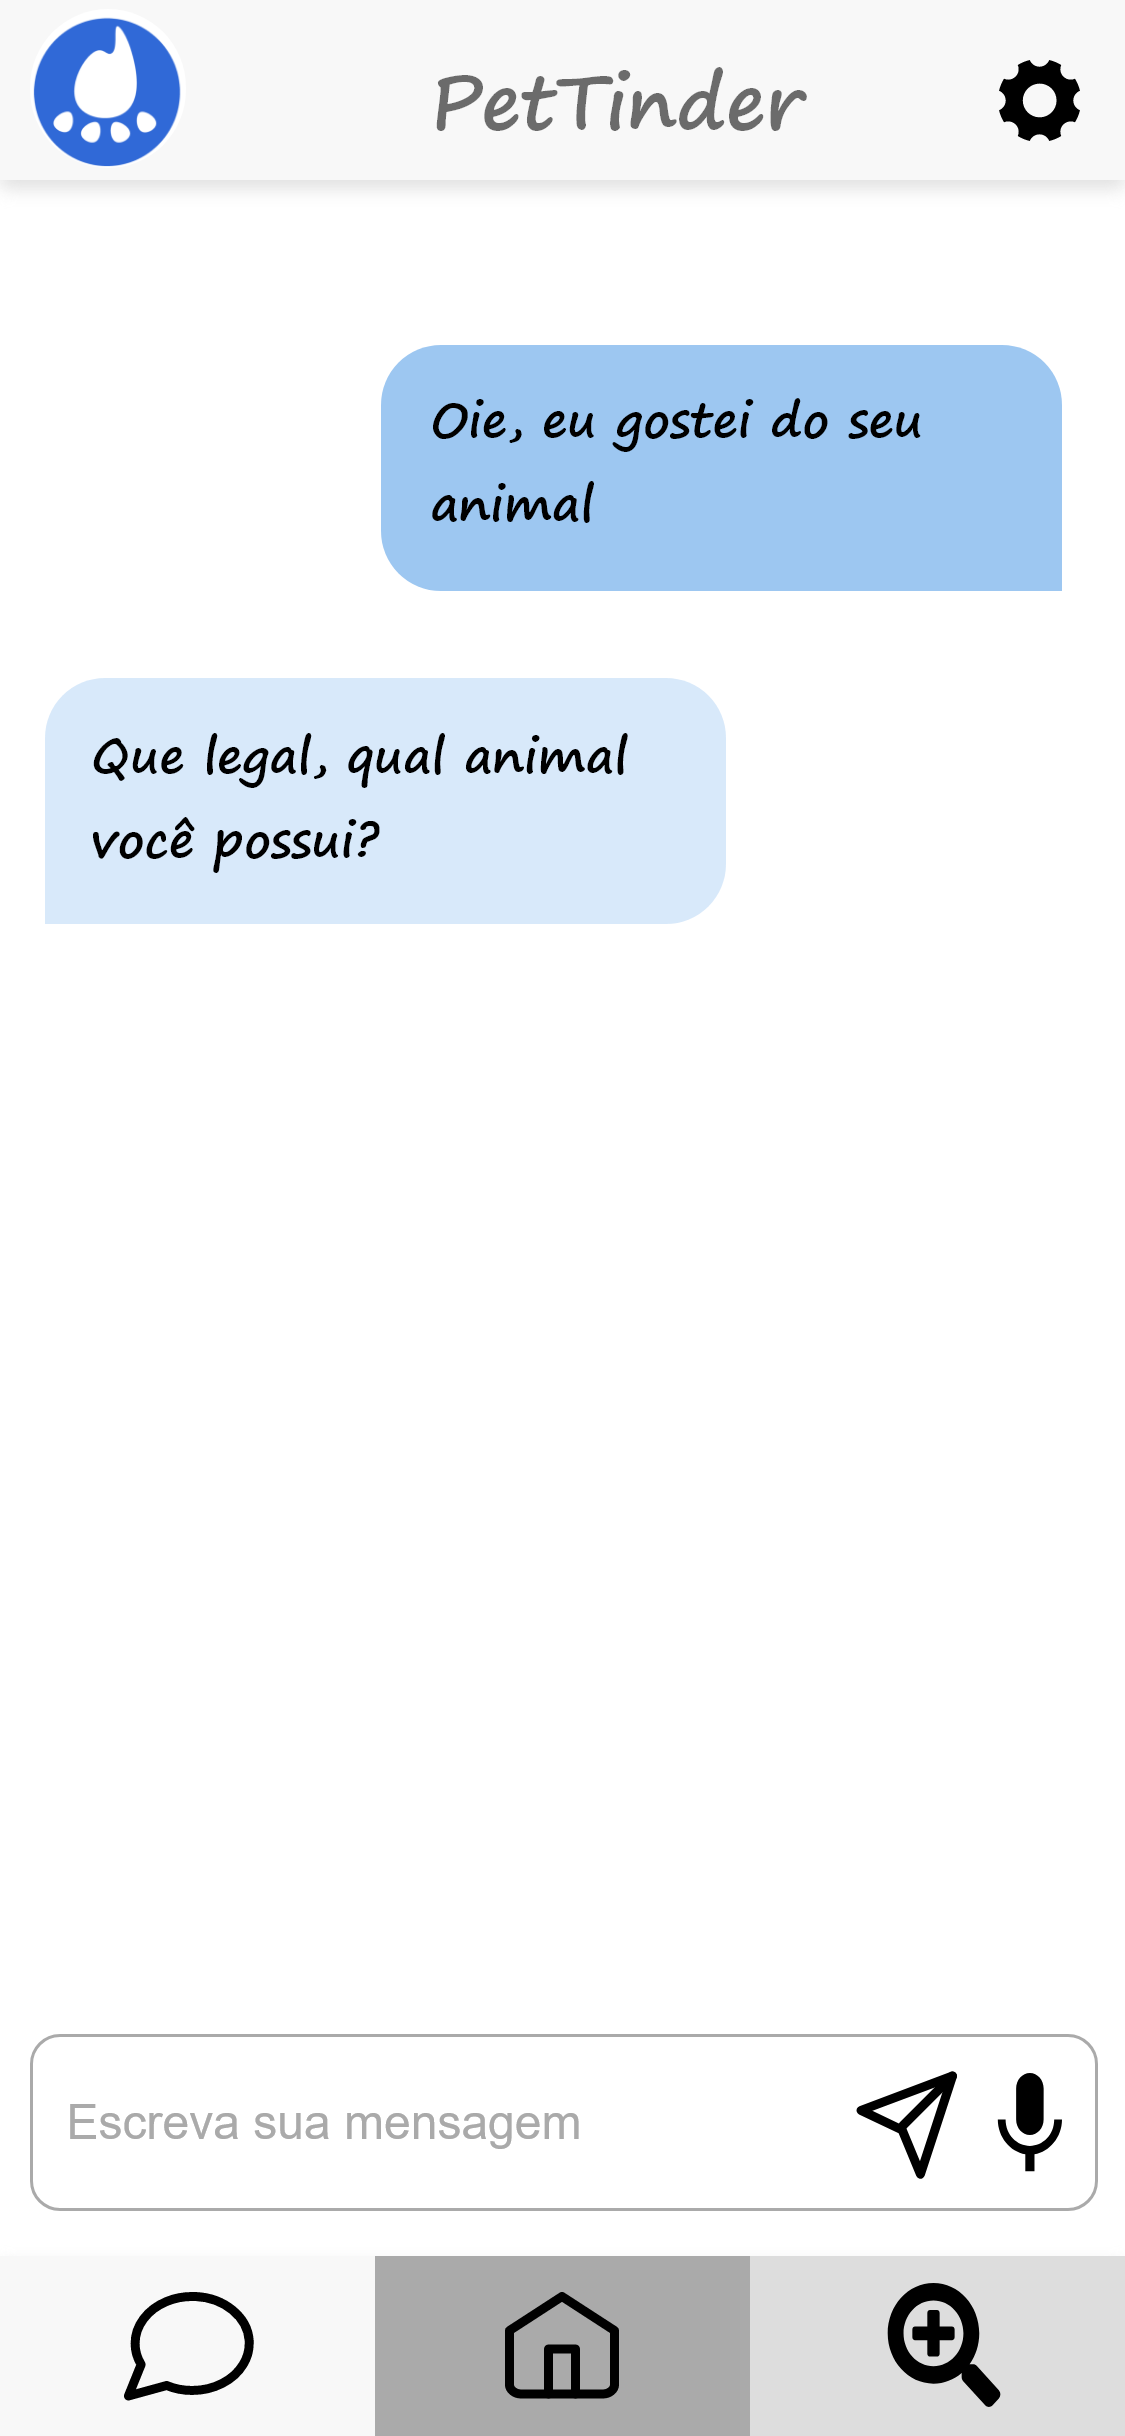 PetTinder
Oie, eu gostei do seu
animal
Que legal, qual animal
você possui?
Escreva sua mensagem